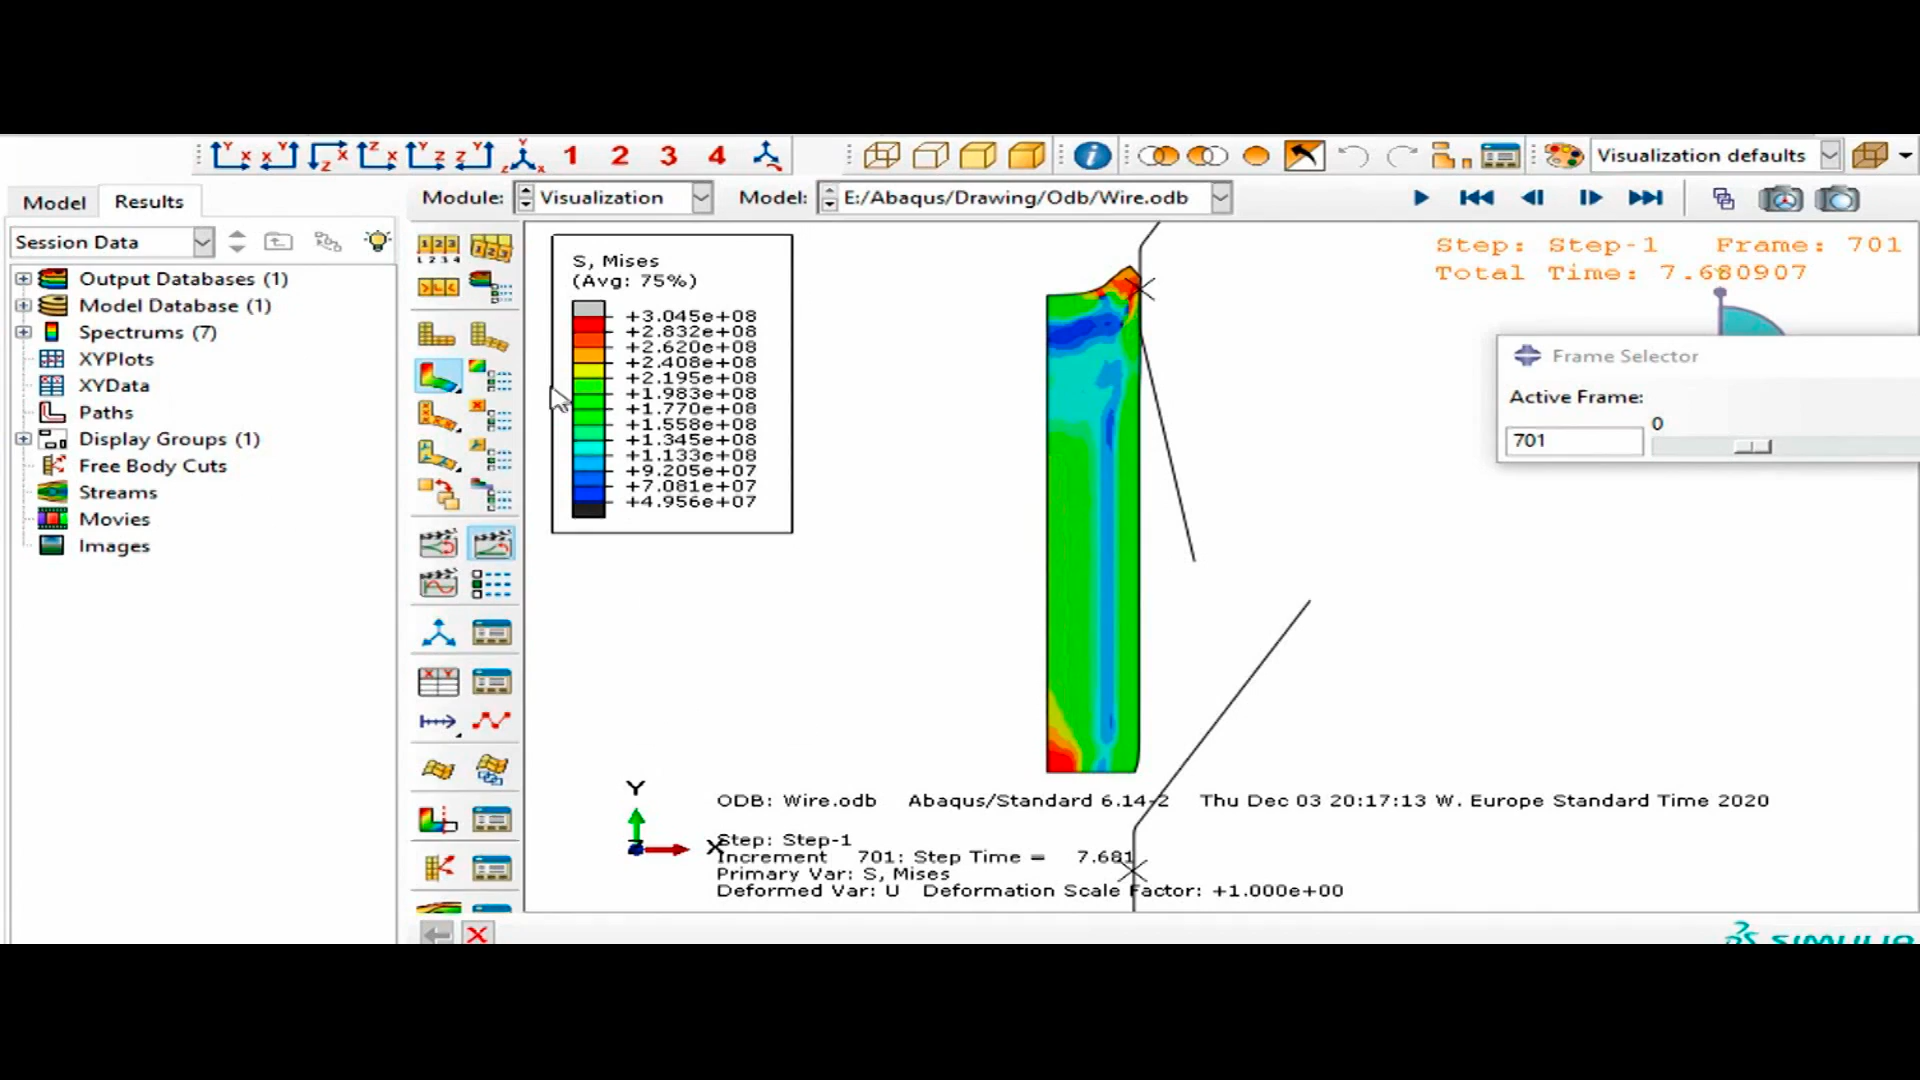 1 2 3 4
Visualization defaults
Model Results
Module: Visualization Model: E:/Abaqus/Drawing/Odb/Wire.odb
Session Data
Output Databases (1)
Model Database (1)
Spectrums (7)
XYPlots
XYData
Paths
Display Groups (1)
Free Body Cuts
Streams
Movies
Images
S, Mises
(Avg: 75%)
+3.045e+08
+2.832e+08
+2.620e+08
+2.408e+08
+2.195e+08
+1.983e+08
+1.770e+08
+1.558e+08
+1.345e+08
+1.133e+08
+9.205e+07
+7.081e+07
+4.956e+07
Step: Step-1 Frame: 701
Total Time: 7.680907
Frame Selector
Active Frame:
0
701
Y
X
ODB: Wire.odb Abaqus/Standard 6.14-2 Thu Dec 03 20:17:13 W. Europe Standard Time 2020
Step: Step-1
Increment 701: Step Time = 7.681
Primary Var: S, Mises
Deformed Var: U Deformation Scale Factor: +1.000e+00